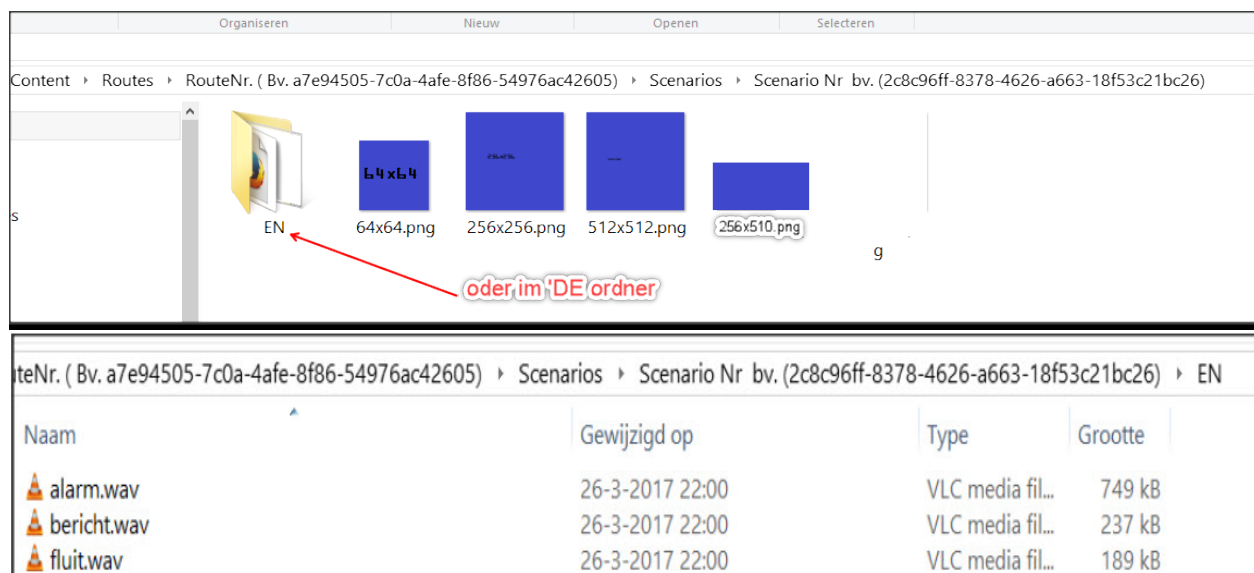 Organiseren Nieuw Openen Selecteren
Content Routes RouteNr. ( Bv. a7e94505-7c0a-4afe-8f86-54976ac42605) Scenarios Scenario Nr bv. (2c8c96ff-8378-4626-a663-18f53c21bc26)
64x64
256x256
s
EN 64x64.png 256x256.png 512x512.png 256x510.png
g
oder im 'DE ordner
uteNr. ( Bv. a7e94505-7c0a-4afe-8f86-54976ac42605) Scenarios Scenario Nr bv. (2c8c96ff-8378-4626-a663-18f53c21bc26) EN
Naam Gewijzigd op Type Grootte
alarm.wav 26-3-2017 22:00 VLC media fil... 749 kB
bericht.wav 26-3-2017 22:00 VLC media fil... 237 kB
fluit.wav 26-3-2017 22:00 VLC media fil... 189 kB